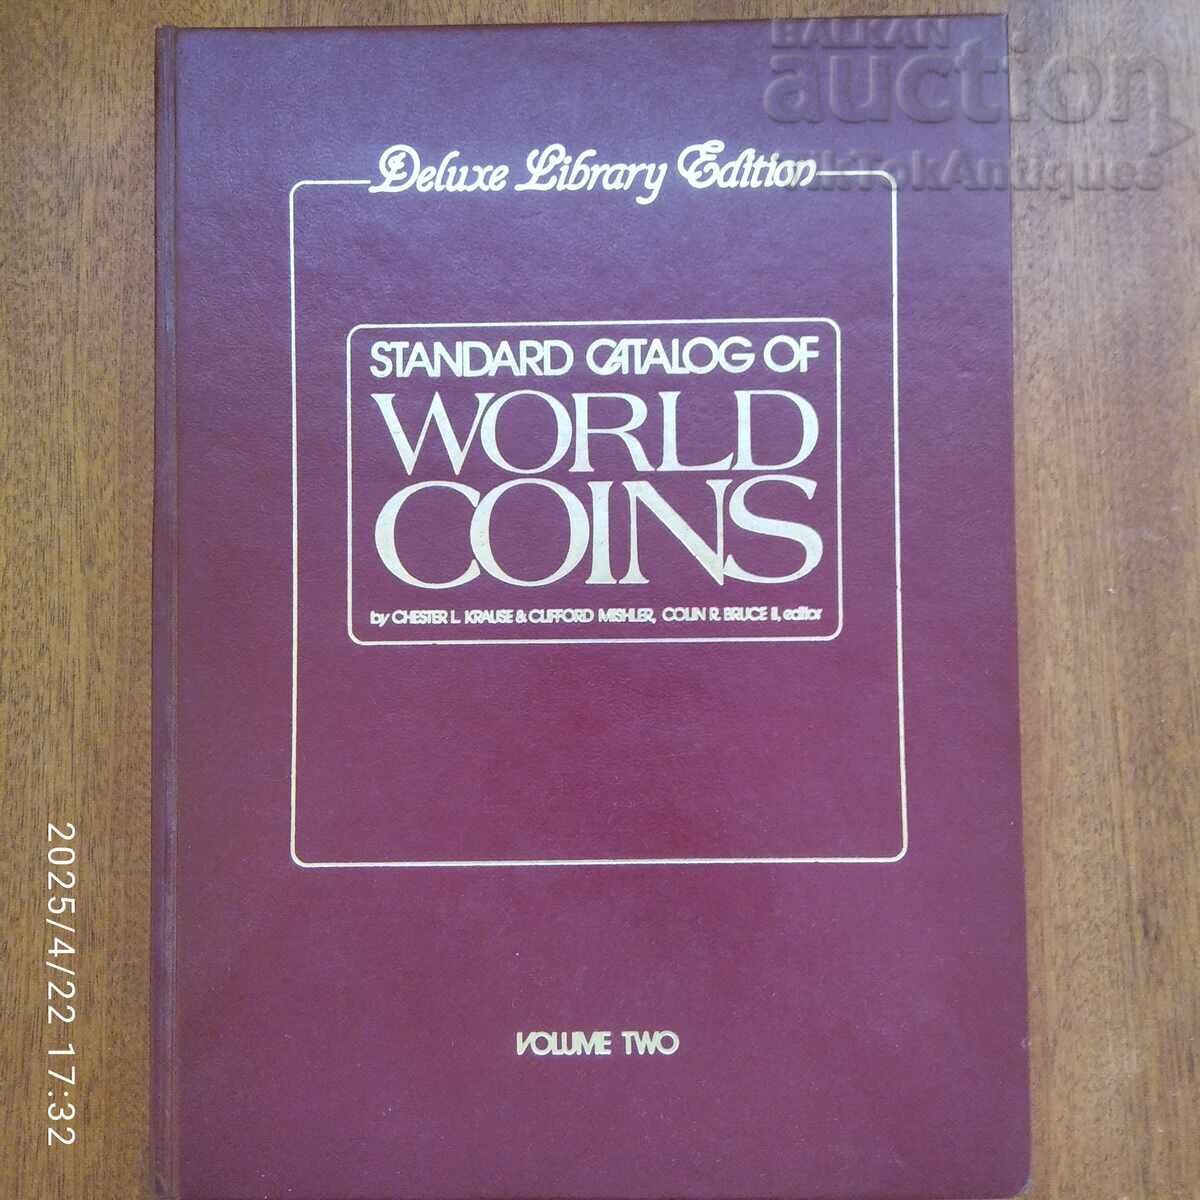 BALKAN
auction
TikTokAntiques
Deluxe Library Edition
STANDARD CATALOG OF
WORLD
COINS
by CHESTER L. KRAUSE & CLIFFORD MISHLER, COLIN R. BRUCE II, editor
VOLUME TWO
2025/4/22 17:32